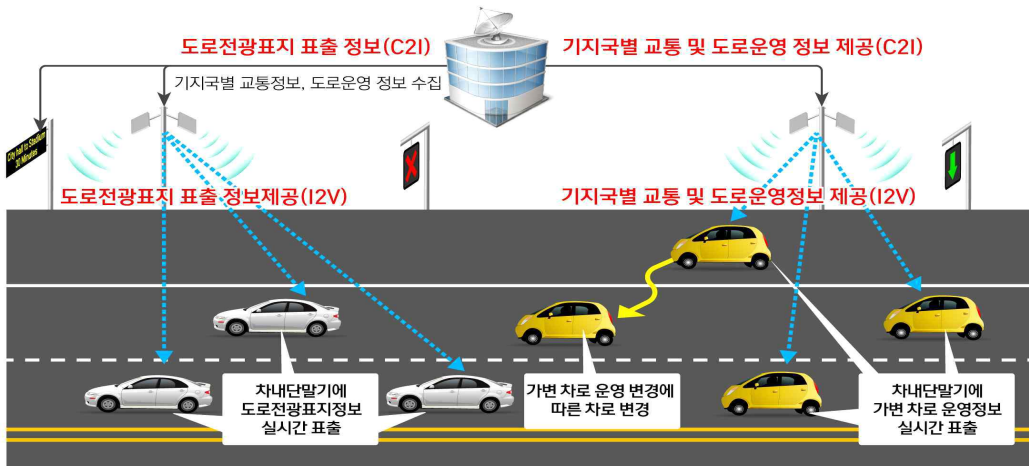 도로전광표지 표출 정보(C2I)
기지국별 교통 및 도로운영 정보 제공(C2I)
기지국별 교통정보, 도로운영 정보 수집
City hall to Stadium
30 Minutes
도로전광표지 표출 정보제공(I2V)
기지국별 교통 및 도로운영정보 제공(I2V)
차내단말기에
도로전광표지정보
실시간 표출
가변 차로 운영 변경에
따른 차로 변경
차내단말기에
가변 차로 운영정보
실시간 표출